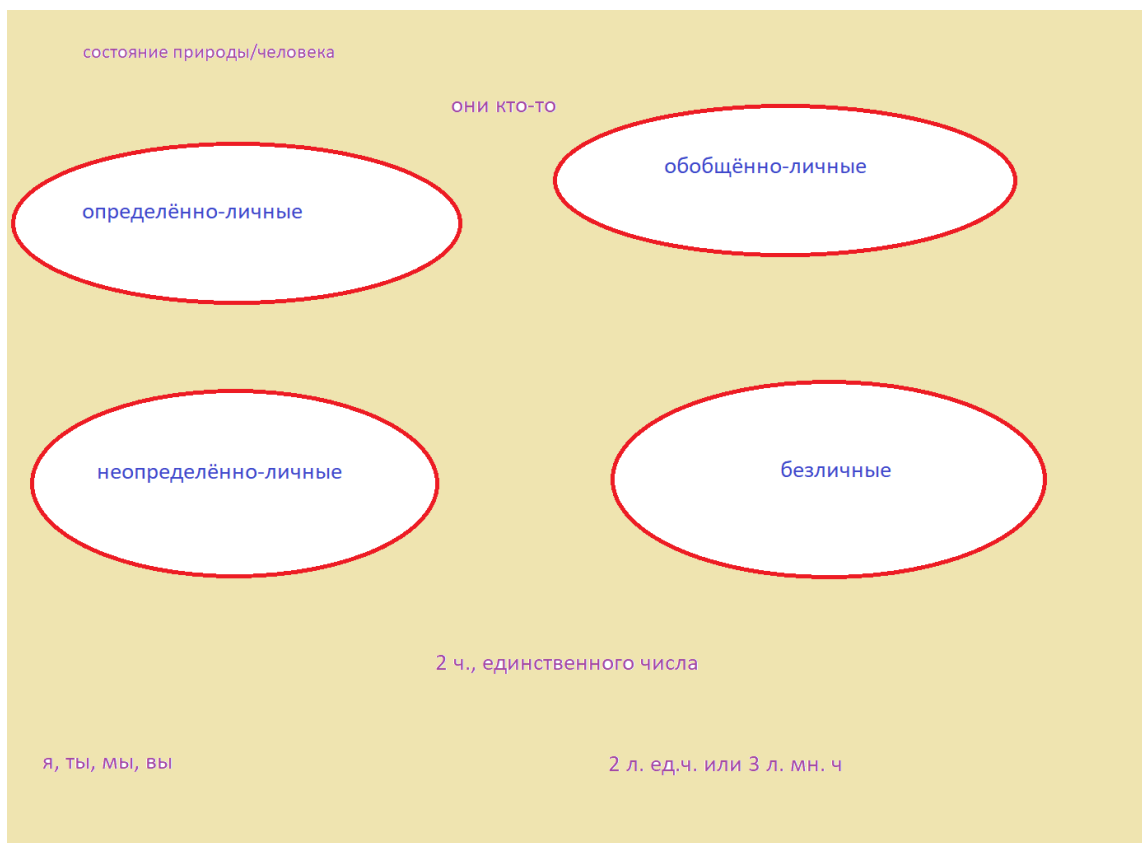 состояние природы/человека
они кто-то
обобщённо-личные
определённо-личные
неопределённо-личные
безличные
2 ч., единственного числа
я, ты, мы, вы
2 л. ед.ч. или 3 л. мн. ч